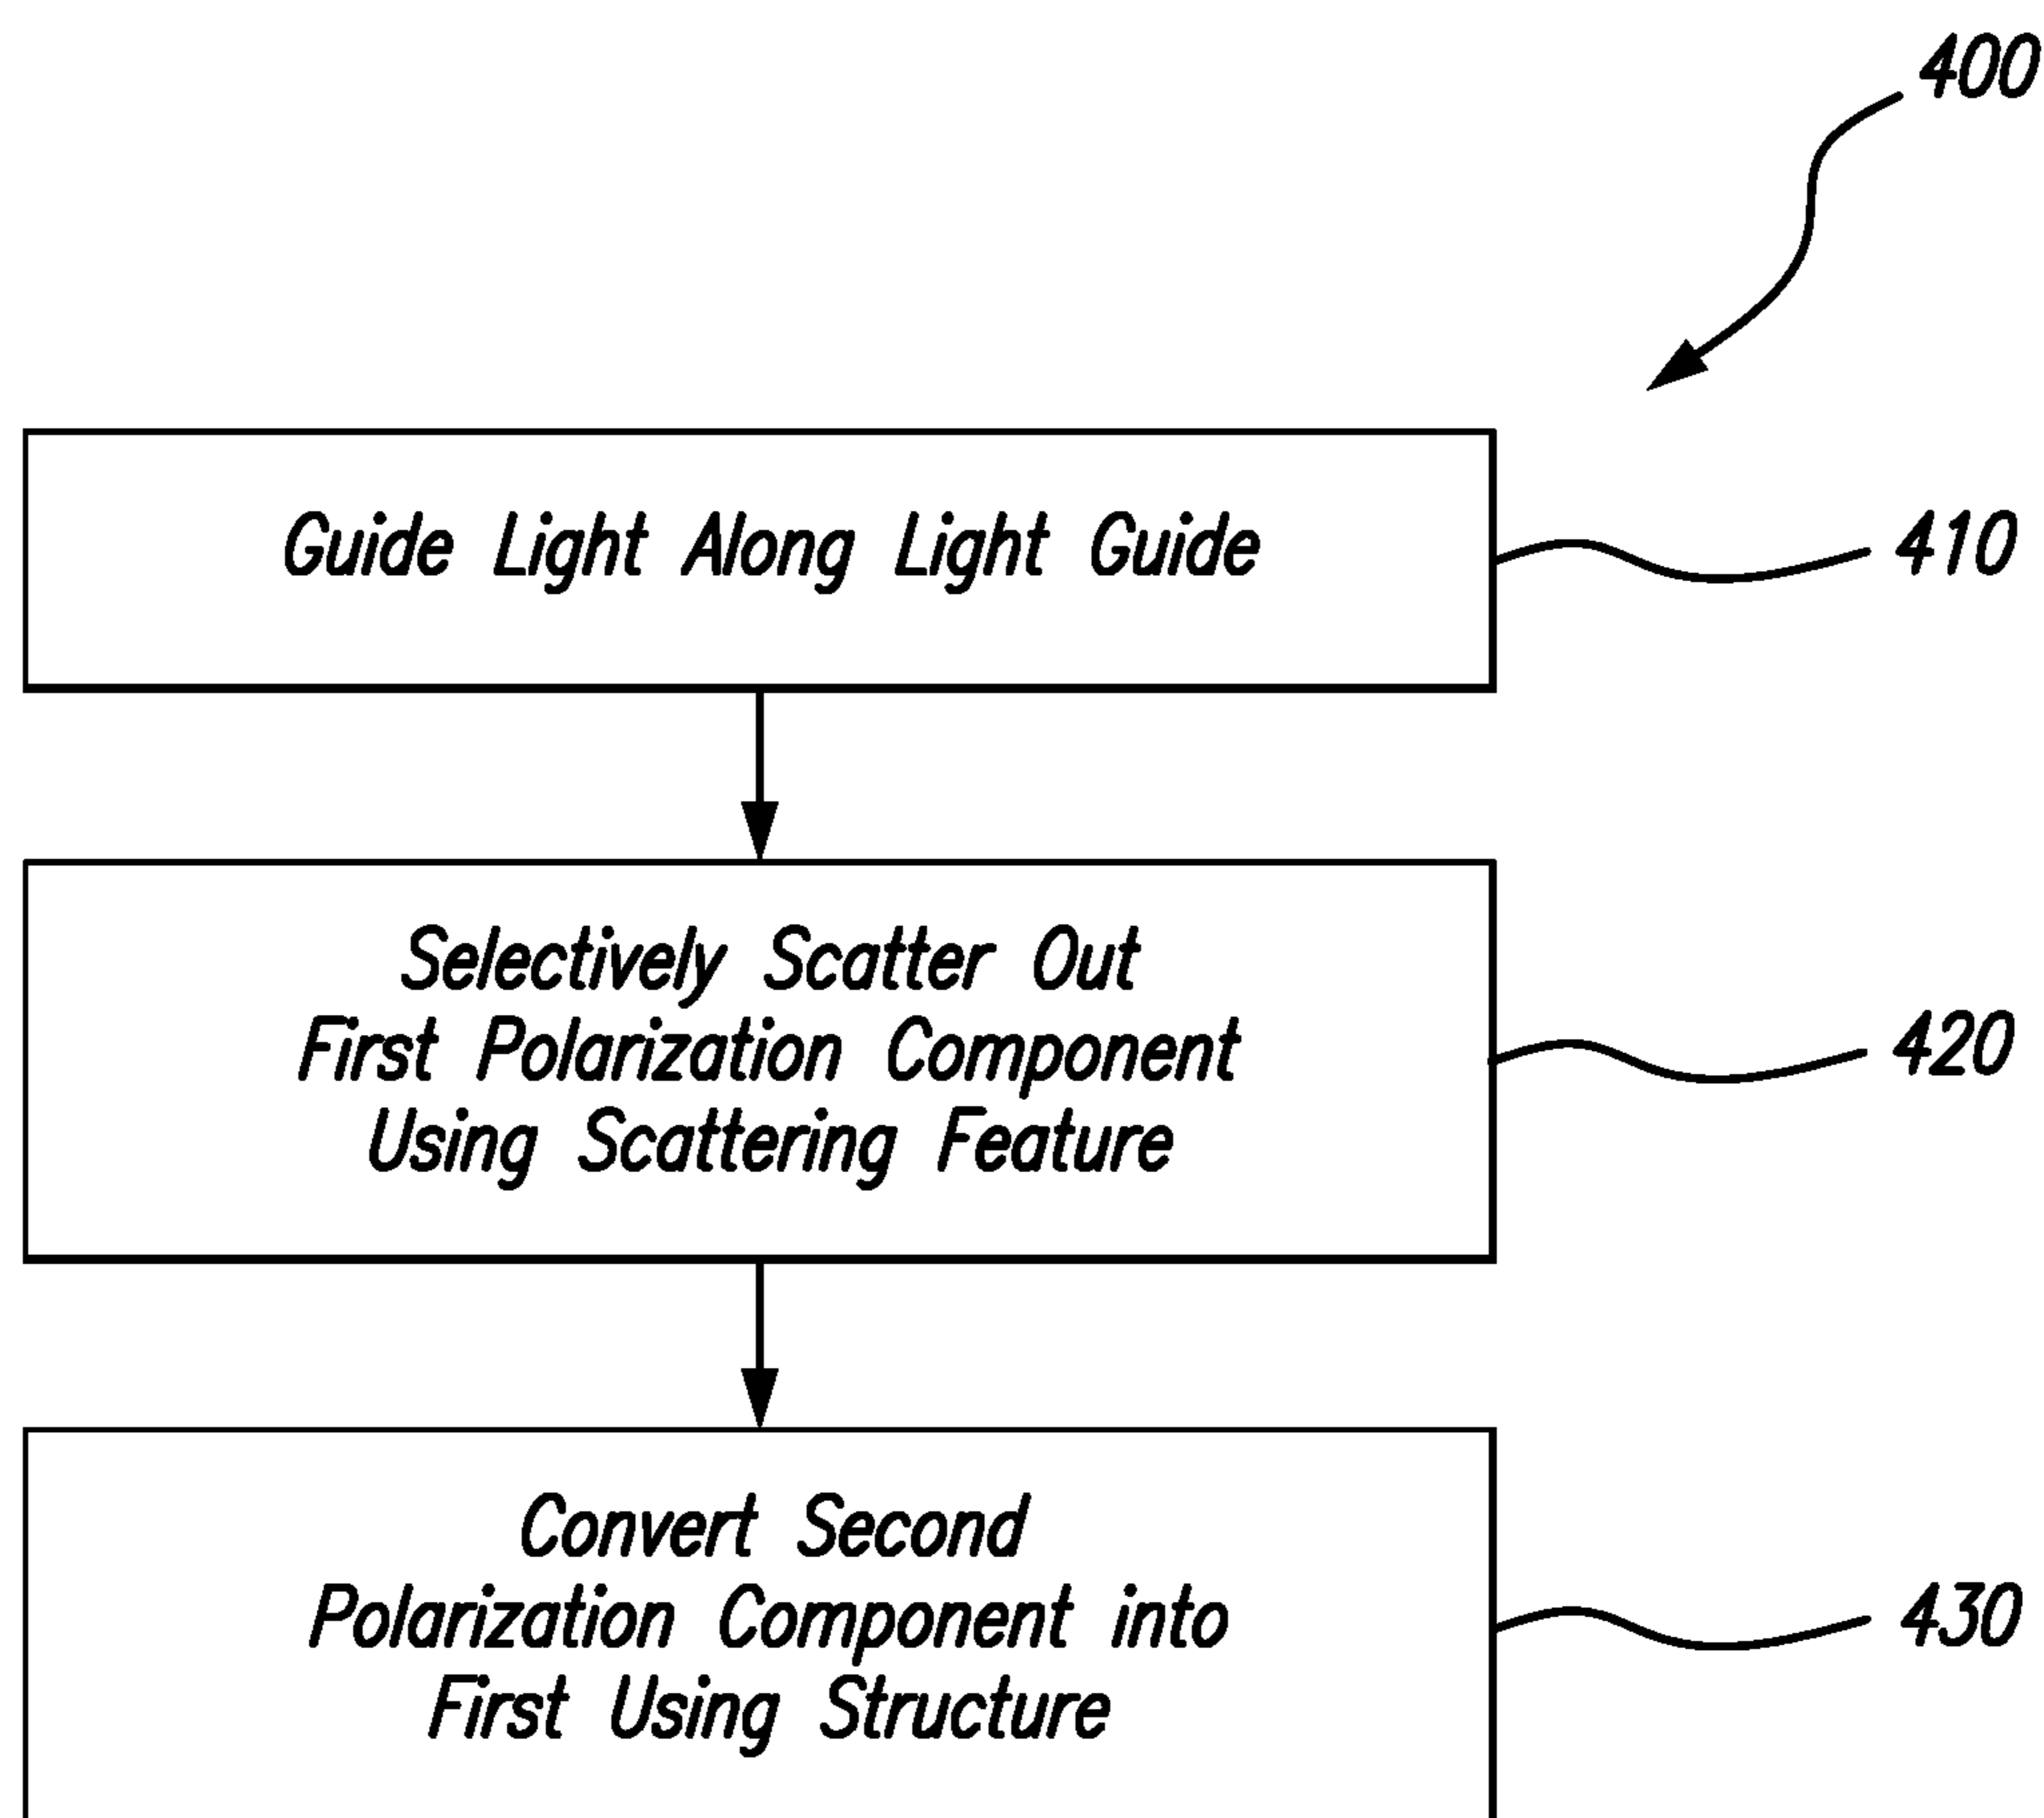 400
Guide Light Along Light Guide
410
Selectively Scatter Out
First Polarization Component
Using Scattering Feature
420
Convert Second
Polarization Component into
First Using Structure
430